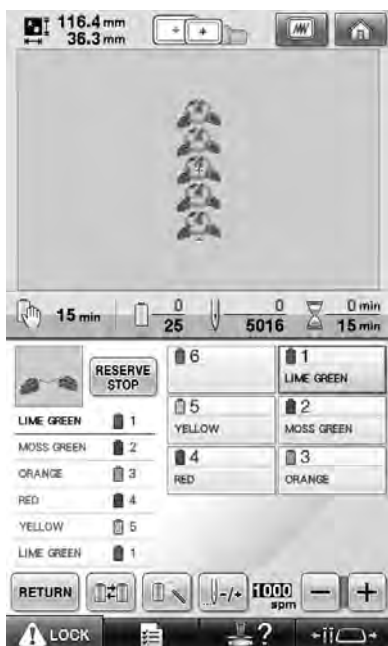 116.4 mm
36.3 mm
- +
15 min
0
25
0
5016
0 min
15 min
RESERVE
STOP
LIME GREEN 1
MOSS GREEN 2
ORANGE 3
RED 4
YELLOW 5
LIME GREEN 1
6
1
LIME GREEN
5
YELLOW
2
MOSS GREEN
4
RED
3
ORANGE
RETURN
-/+
1000
spm
- +
LOCK
?